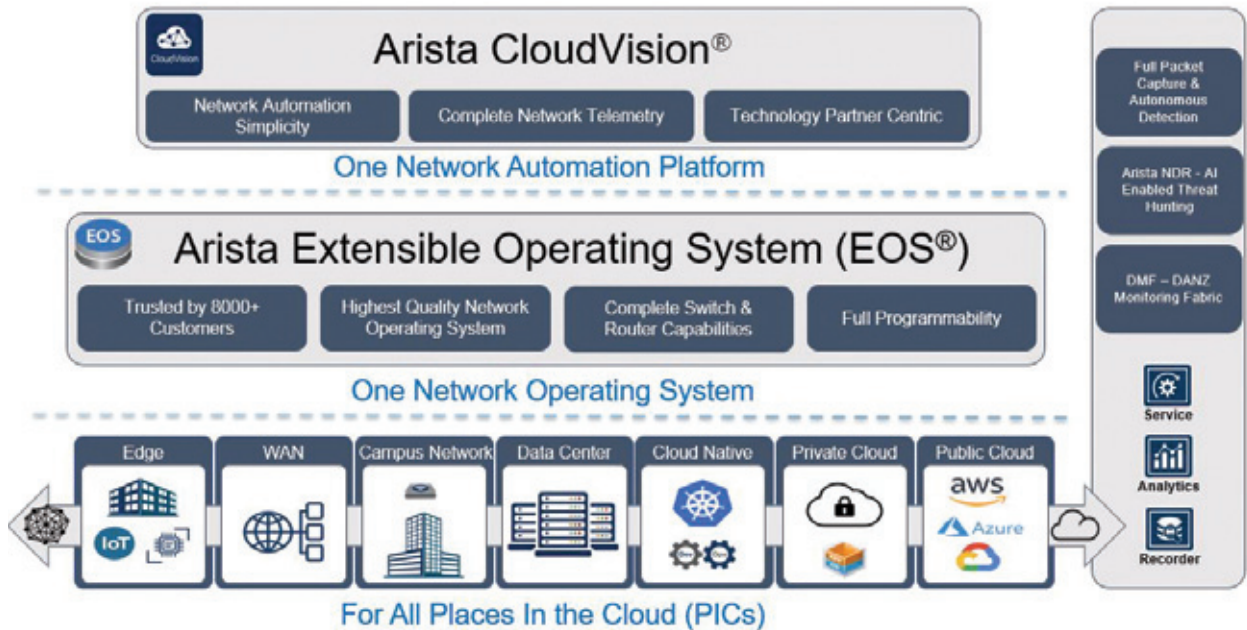 CloudVision
Arista CloudVision®
Network Automation
Simplicity
Complete Network Telemetry
Technology Partner Centric
One Network Automation Platform
EOS
Arista Extensible Operating System (EOS®)
Trusted by 8000+
Customers
Highest Quality Network
Operating System
Complete Switch &
Router Capabilities
Full Programmability
One Network Operating System
Edge
IoT
WAN
Campus Network
Data Center
Cloud Native
Private Cloud
Public Cloud
aws
Azure
For All Places In the Cloud (PICs)
Full Packet
Capture &
Autonomous
Detection
Arista NDR - AI
Enabled Threat
Hunting
DMF – DANZ
Monitoring Fabric
Service
Analytics
Recorder